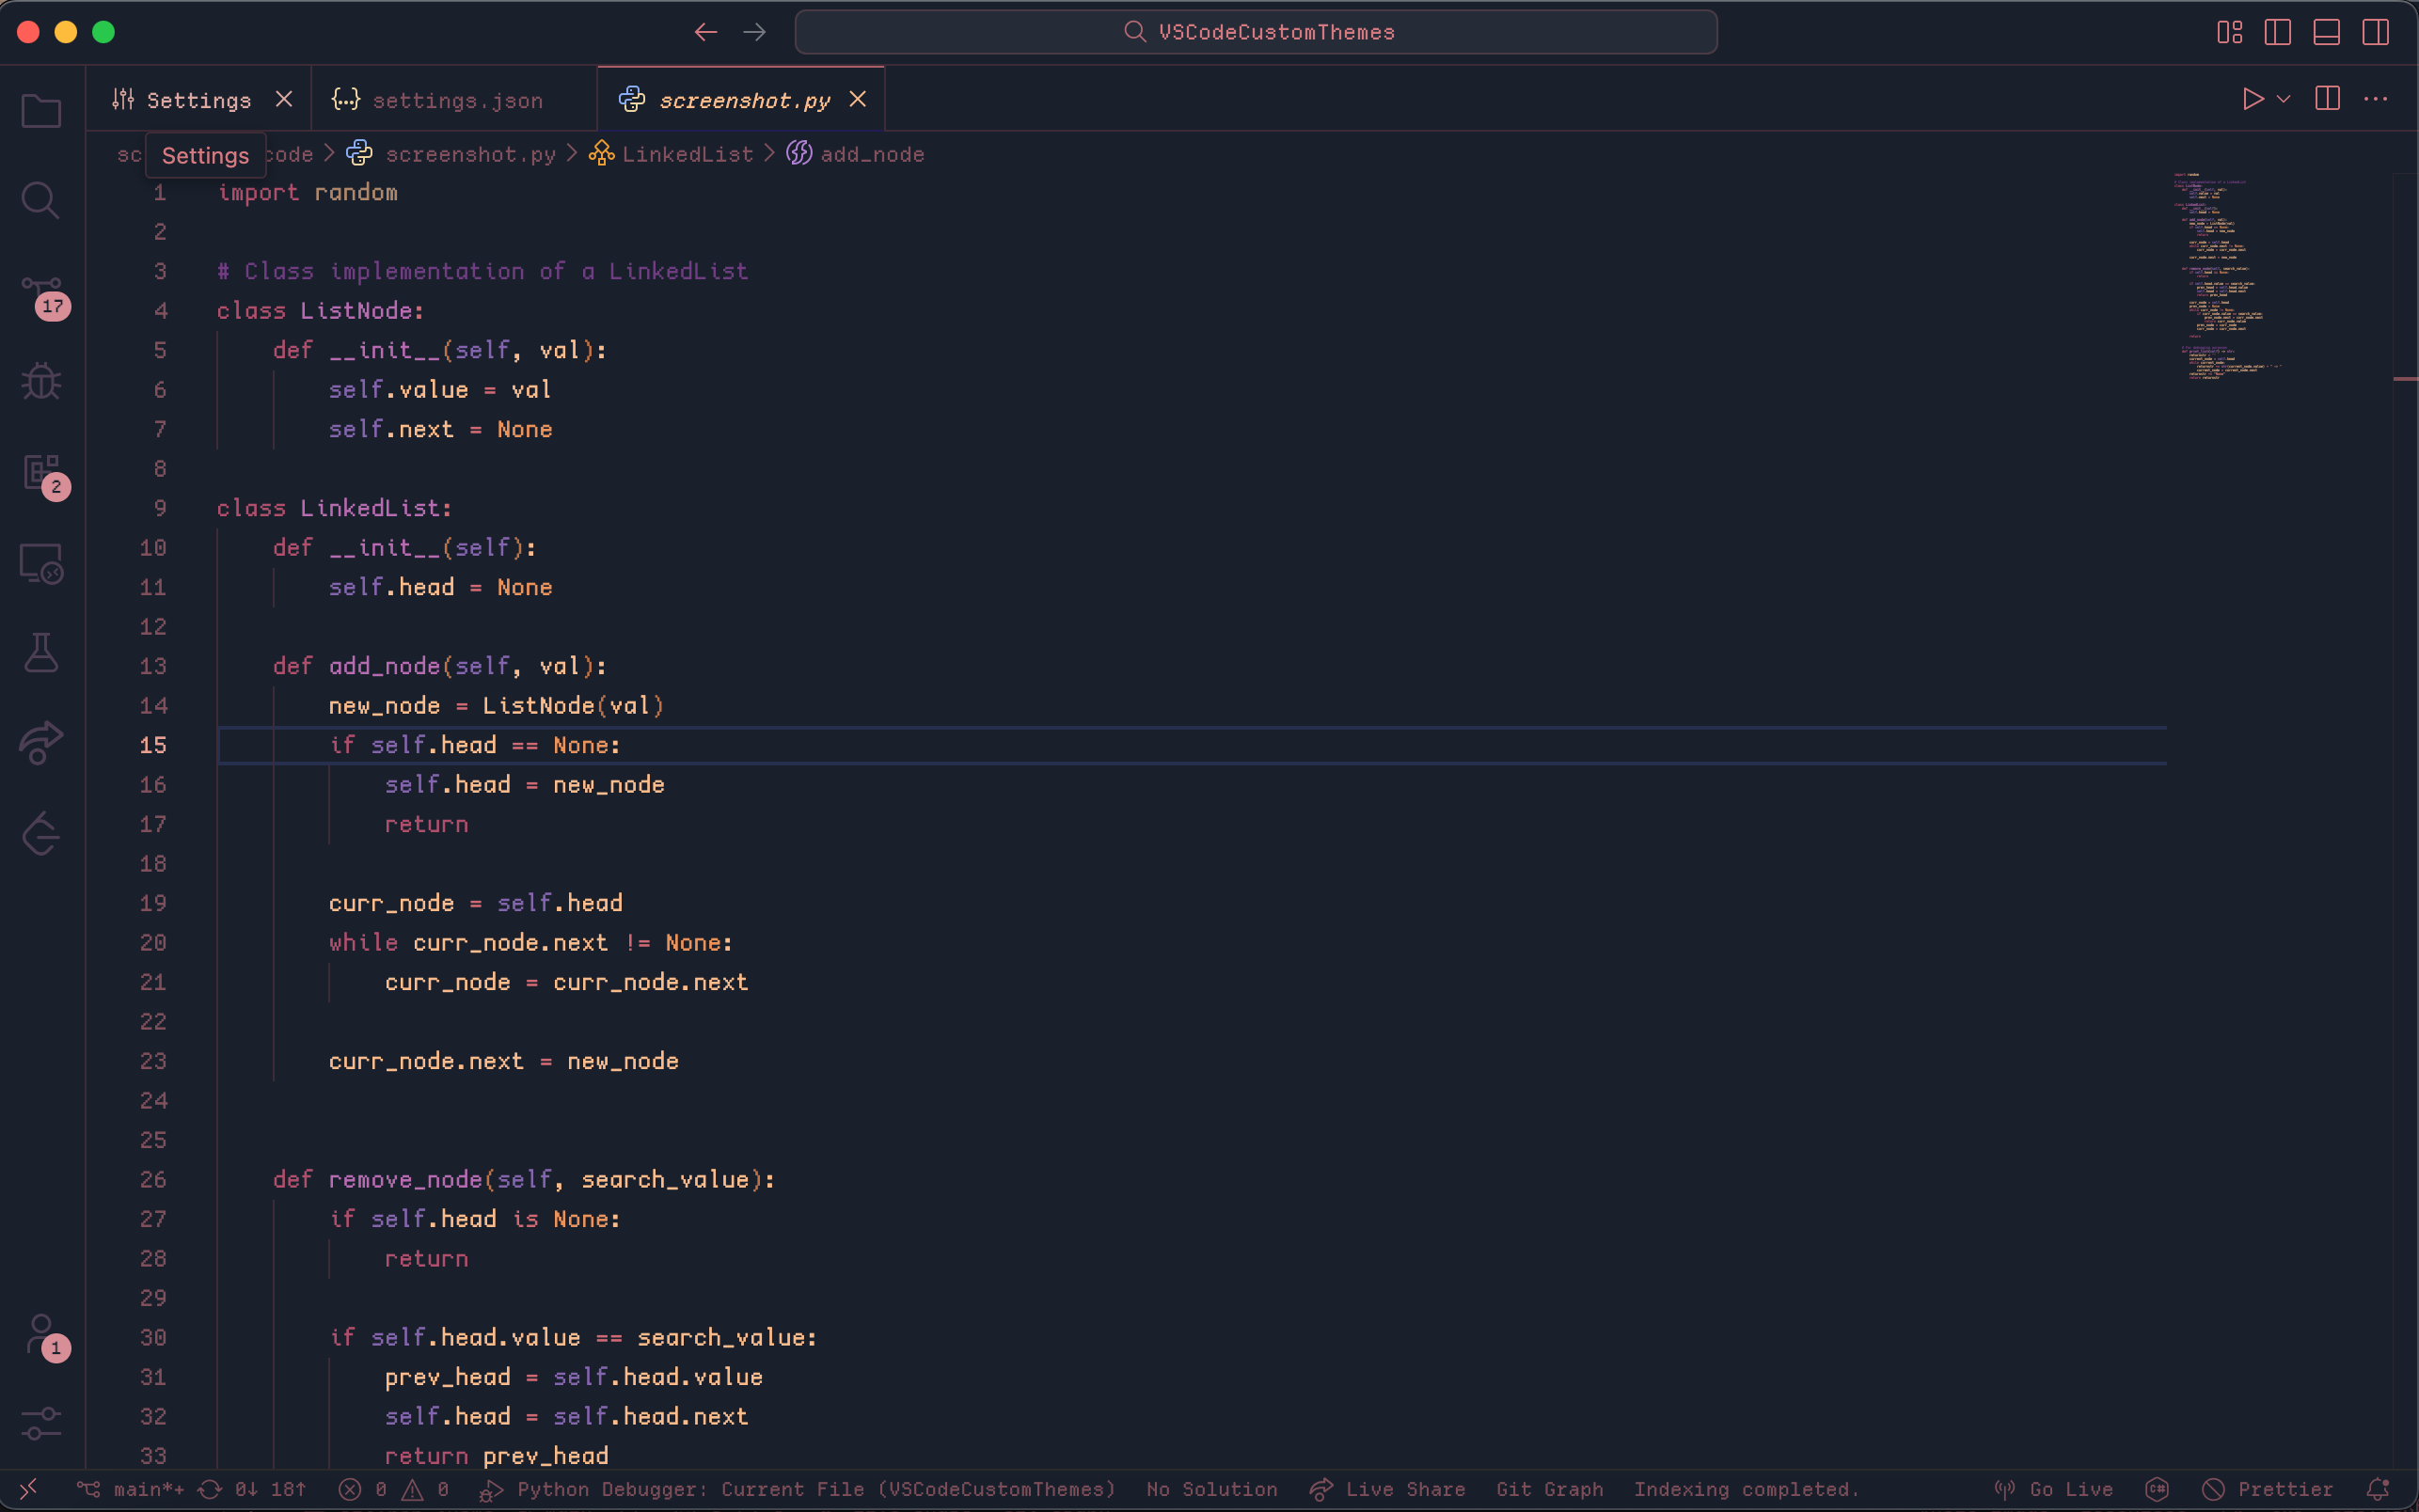 VSCodeCustomThemes
Settings settings.json screenshot.py
sc Settings code > screenshot.py > LinkedList > add_node
1 import random
2
3 # Class implementation of a LinkedList
4 class ListNode:
5 def __init__(self, val):
6 self.value = val
7 self.next = None
8
9 class LinkedList:
10 def __init__(self):
11 self.head = None
12
13 def add_node(self, val):
14 new_node = ListNode(val)
15 if self.head == None:
16 self.head = new_node
17 return
18
19 curr_node = self.head
20 while curr_node.next != None:
21 curr_node = curr_node.next
22
23 curr_node.next = new_node
24
25
26 def remove_node(self, search_value):
27 if self.head is None:
28 return
29
30 if self.head.value == search_value:
31 prev_head = self.head.value
32 self.head = self.head.next
33 return prev_head
17
2
1
main*+ 0↓ 18↑ 0 0 Python Debugger: Current File (VSCodeCustomThemes) No Solution Live Share Git Graph Indexing completed. Go Live C# Prettier